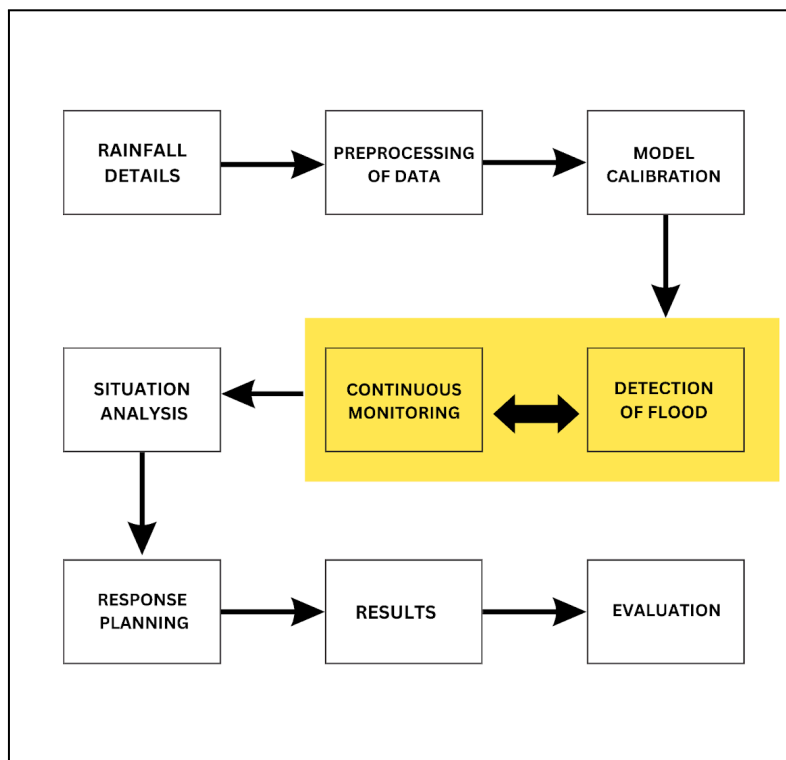 RAINFALL
DETAILS
PREPROCESSING
OF DATA
MODEL
CALIBRATION
SITUATION
ANALYSIS
CONTINUOUS
MONITORING
DETECTION
OF FLOOD
RESPONSE
PLANNING
RESULTS
EVALUATION